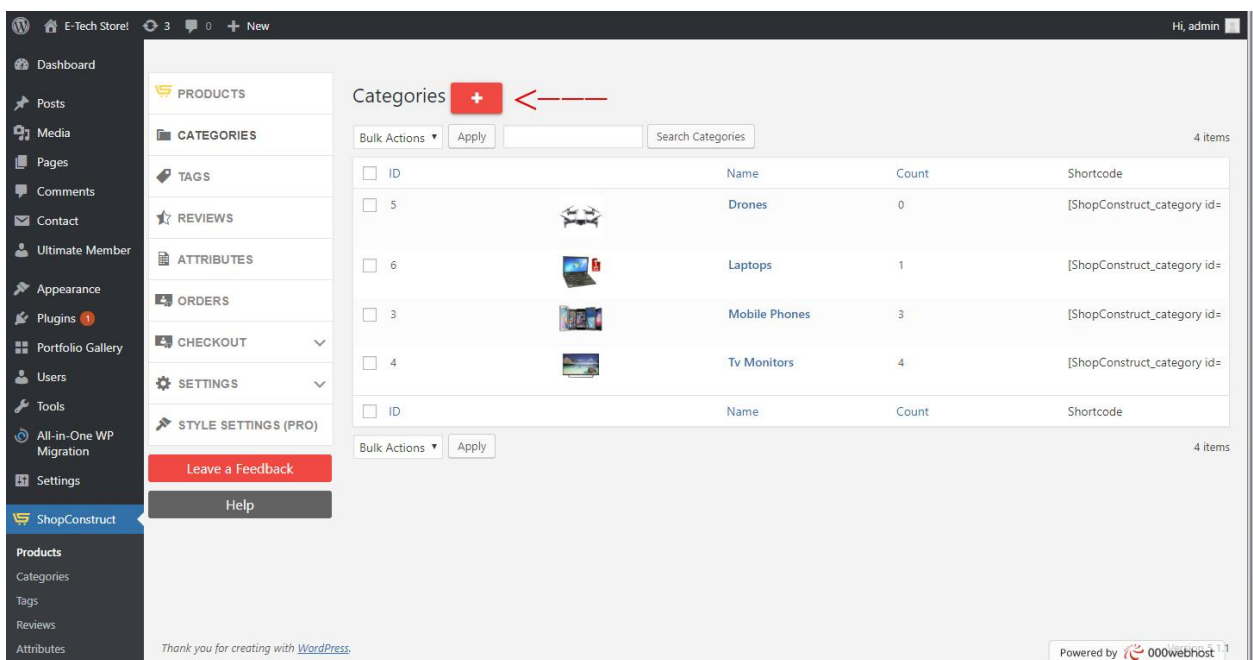 E-Tech Store! 3 0 + New Hi, admin
Dashboard
Posts
Media
Pages
Comments
Contact
Ultimate Member
Appearance
Plugins 1
Portfolio Gallery
Users
Tools
All-in-One WP
Migration
Settings
ShopConstruct
Products
Categories
Tags
Reviews
Attributes
PRODUCTS
CATEGORIES
TAGS
REVIEWS
ATTRIBUTES
ORDERS
CHECKOUT
SETTINGS
STYLE SETTINGS (PRO)
Leave a Feedback
Help
Categories +
Bulk Actions Apply Search Categories 4 items
ID Name Count Shortcode
5 Drones 0 [ShopConstruct_category id=
6 Laptops 1 [ShopConstruct_category id=
3 Mobile Phones 3 [ShopConstruct_category id=
4 Tv Monitors 4 [ShopConstruct_category id=
ID Name Count Shortcode
Bulk Actions Apply 4 items
Thank you for creating with WordPress.
Powered by 000webhost